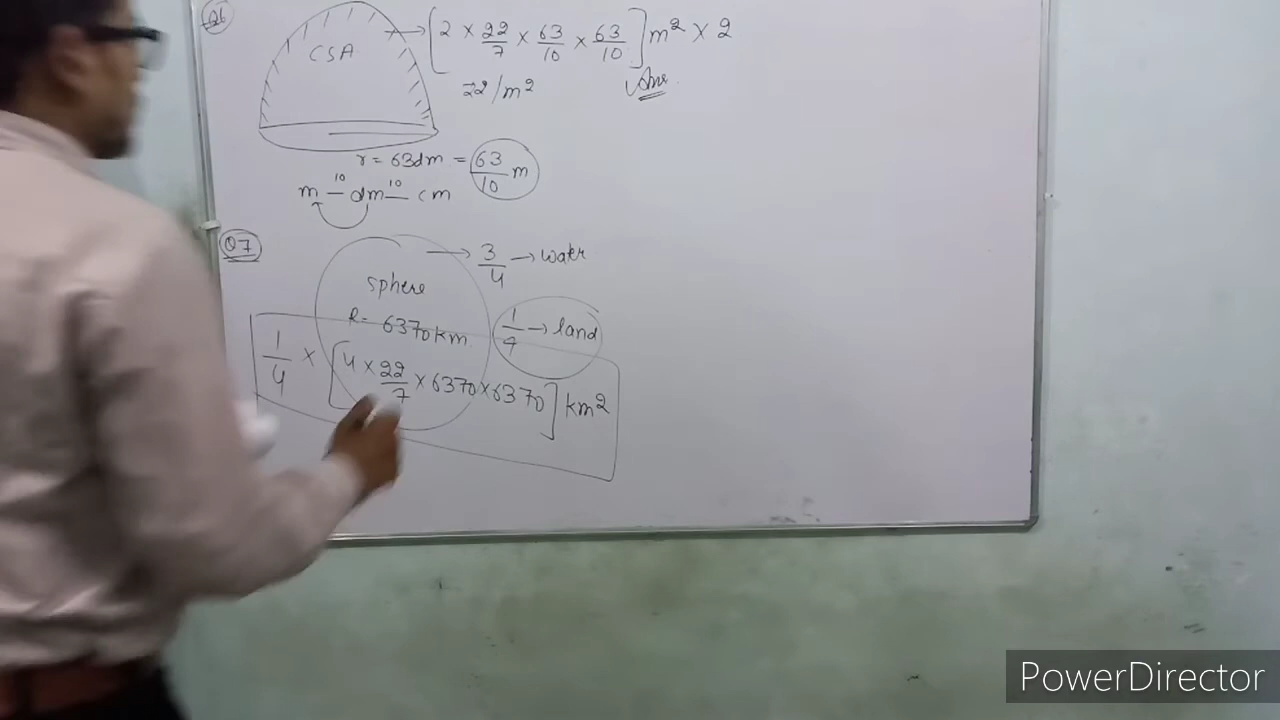 Q6
CSA
[2 × 22/7 × 63/10 × 63/10] m² × 2
₹2/m²
Ans.
r = 63dm = 63/10 m
m 10 dm 10 cm
Q7
3/4 → water
sphere
R = 6370 km
1/4 → land
1/4 × [4 × 22/7 × 6370 × 6370] km²
PowerDirector